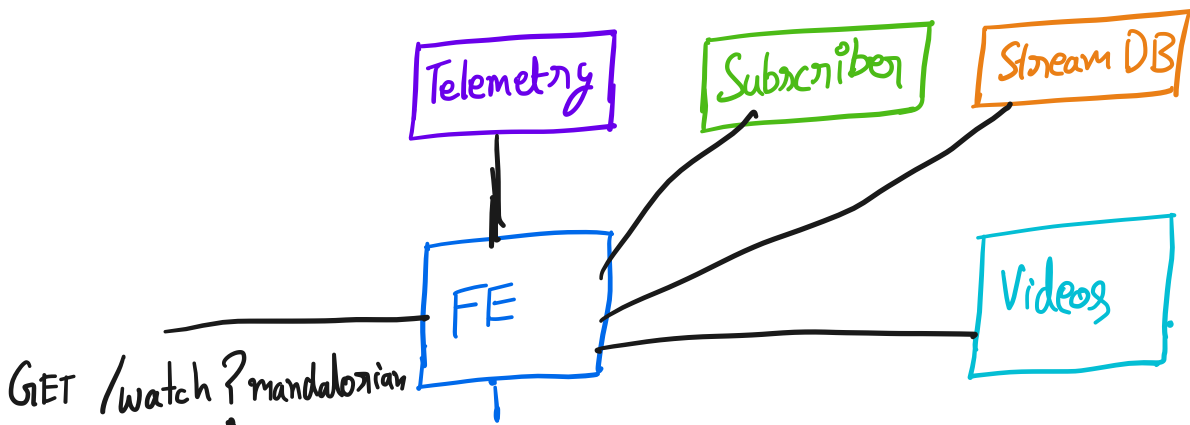 Telemetry
Subscriber
Stream DB
FE
Videos
GET /watch?mandalorian